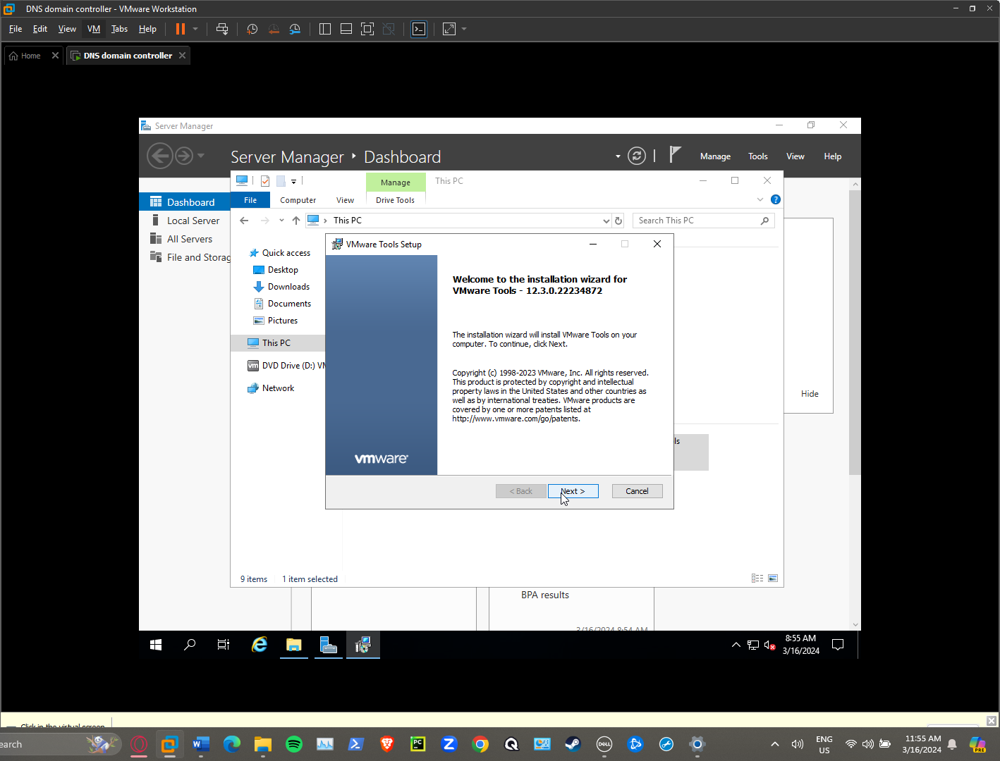 DNS domain controller - VMware Workstation
File Edit View VM Tabs Help
Home
DNS domain controller
Server Manager
Server Manager Dashboard
Manage Tools View Help
Manage
This PC
File Computer View Drive Tools
This PC
Search This PC
Dashboard
Local Server
All Servers
File and Storag
Quick access
Desktop
Downloads
Documents
Pictures
This PC
DVD Drive (D:) VM
Network
VMware Tools Setup
Welcome to the installation wizard for
VMware Tools - 12.3.0.22234872
The installation wizard will install VMware Tools on your
computer. To continue, click Next.
Copyright (c) 1998-2023 VMware, Inc. All rights reserved.
This product is protected by copyright and intellectual
property laws in the United States and other countries as
well as by international treaties. VMware products are
covered by one or more patents listed at
http://www.vmware.com/go/patents.
vmware®
< Back Next > Cancel
Hide
ls
9 items 1 item selected
BPA results
3/16/2024 8:54 AM
8:55 AM
3/16/2024
Click in the virtual screen
earch
ENG
US
11:55 AM
3/16/2024